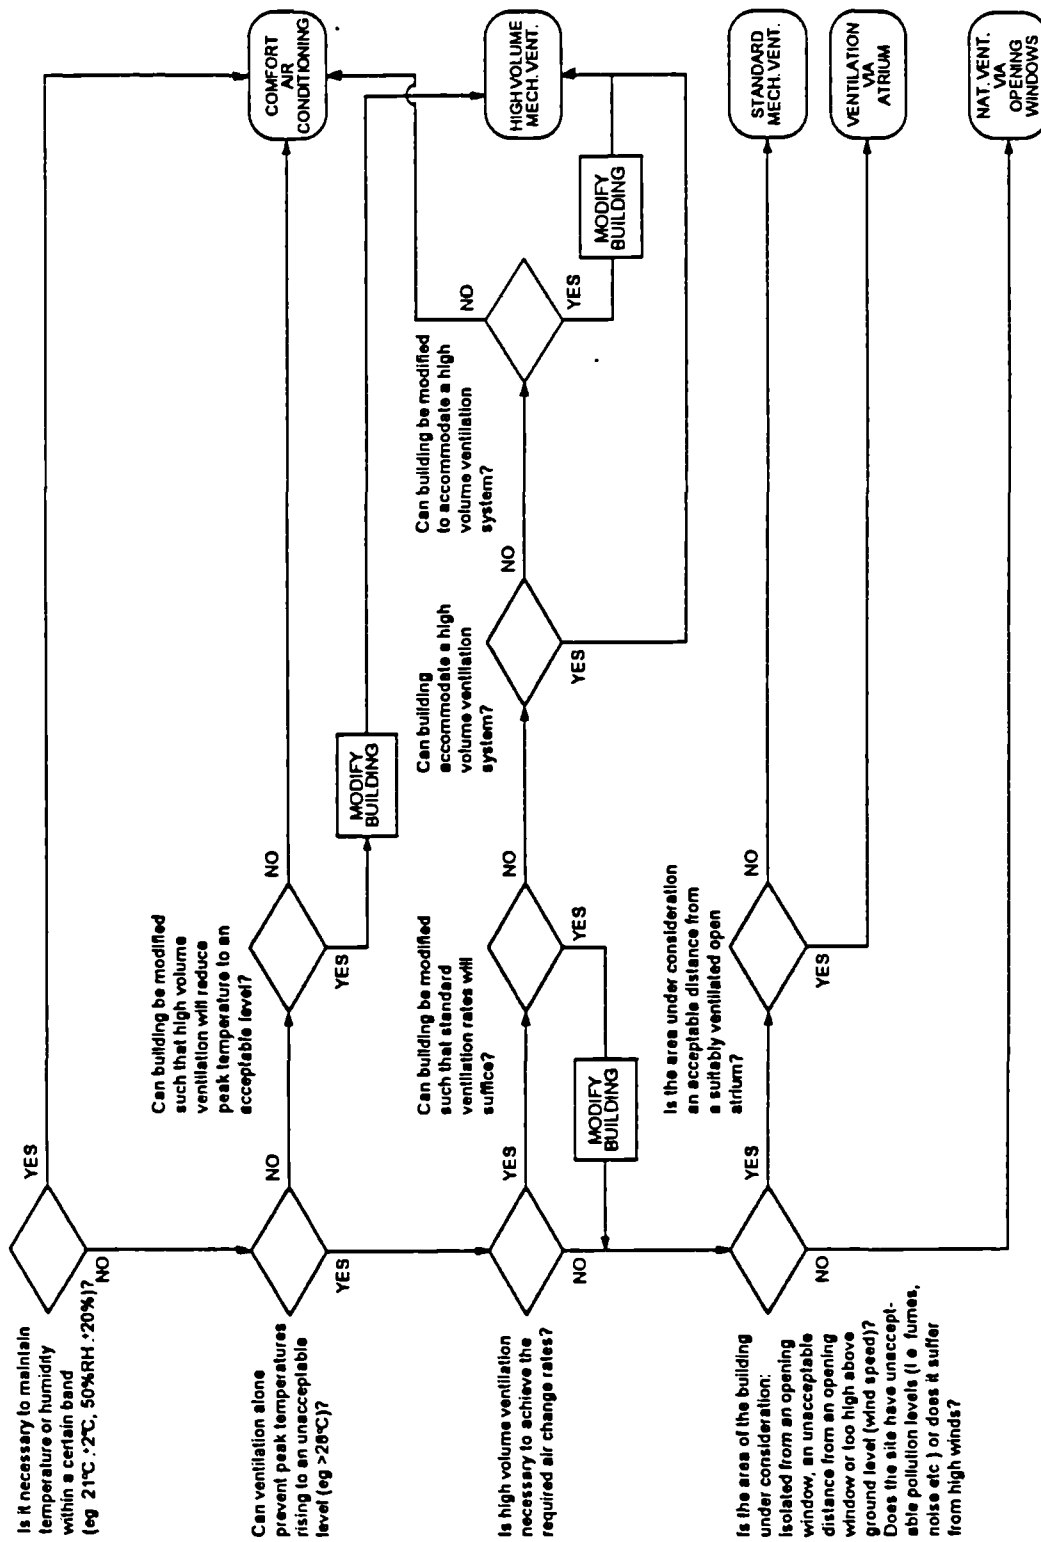 Is it necessary to maintain
temperature or humidity
within a certain band
(eg 21°C ±2°C, 50%RH ±20%)?
YES
NO
COMFORT
AIR
CONDITIONING
Can ventilation alone
prevent peak temperatures
rising to an unacceptable
level (eg >28°C)?
NO
YES
Can building be modified
such that high volume
ventilation will reduce
peak temperature to an
acceptable level?
NO
YES
MODIFY
BUILDING
Is high volume ventilation
necessary to achieve the
required air change rates?
YES
NO
Can building be modified
such that standard
ventilation rates will
suffice?
NO
YES
MODIFY
BUILDING
Can building
accommodate a high
volume ventilation
system?
NO
YES
Can building be modified
to accommodate a high
volume ventilation
system?
NO
YES
MODIFY
BUILDING
HIGH VOLUME
MECH. VENT.
Is the area of the building
under consideration:
Isolated from an opening
window, an unacceptable
distance from an opening
window or too high above
ground level (wind speed)?
Does the site have unaccept-
able pollution levels (i e fumes,
noise etc ) or does it suffer
from high winds?
YES
NO
Is the area under consideration
an acceptable distance from
a suitably ventilated open
atrium?
NO
YES
STANDARD
MECH. VENT.
VENTILATION
VIA
ATRIUM
NAT. VENT.
VIA
OPENING
WINDOWS